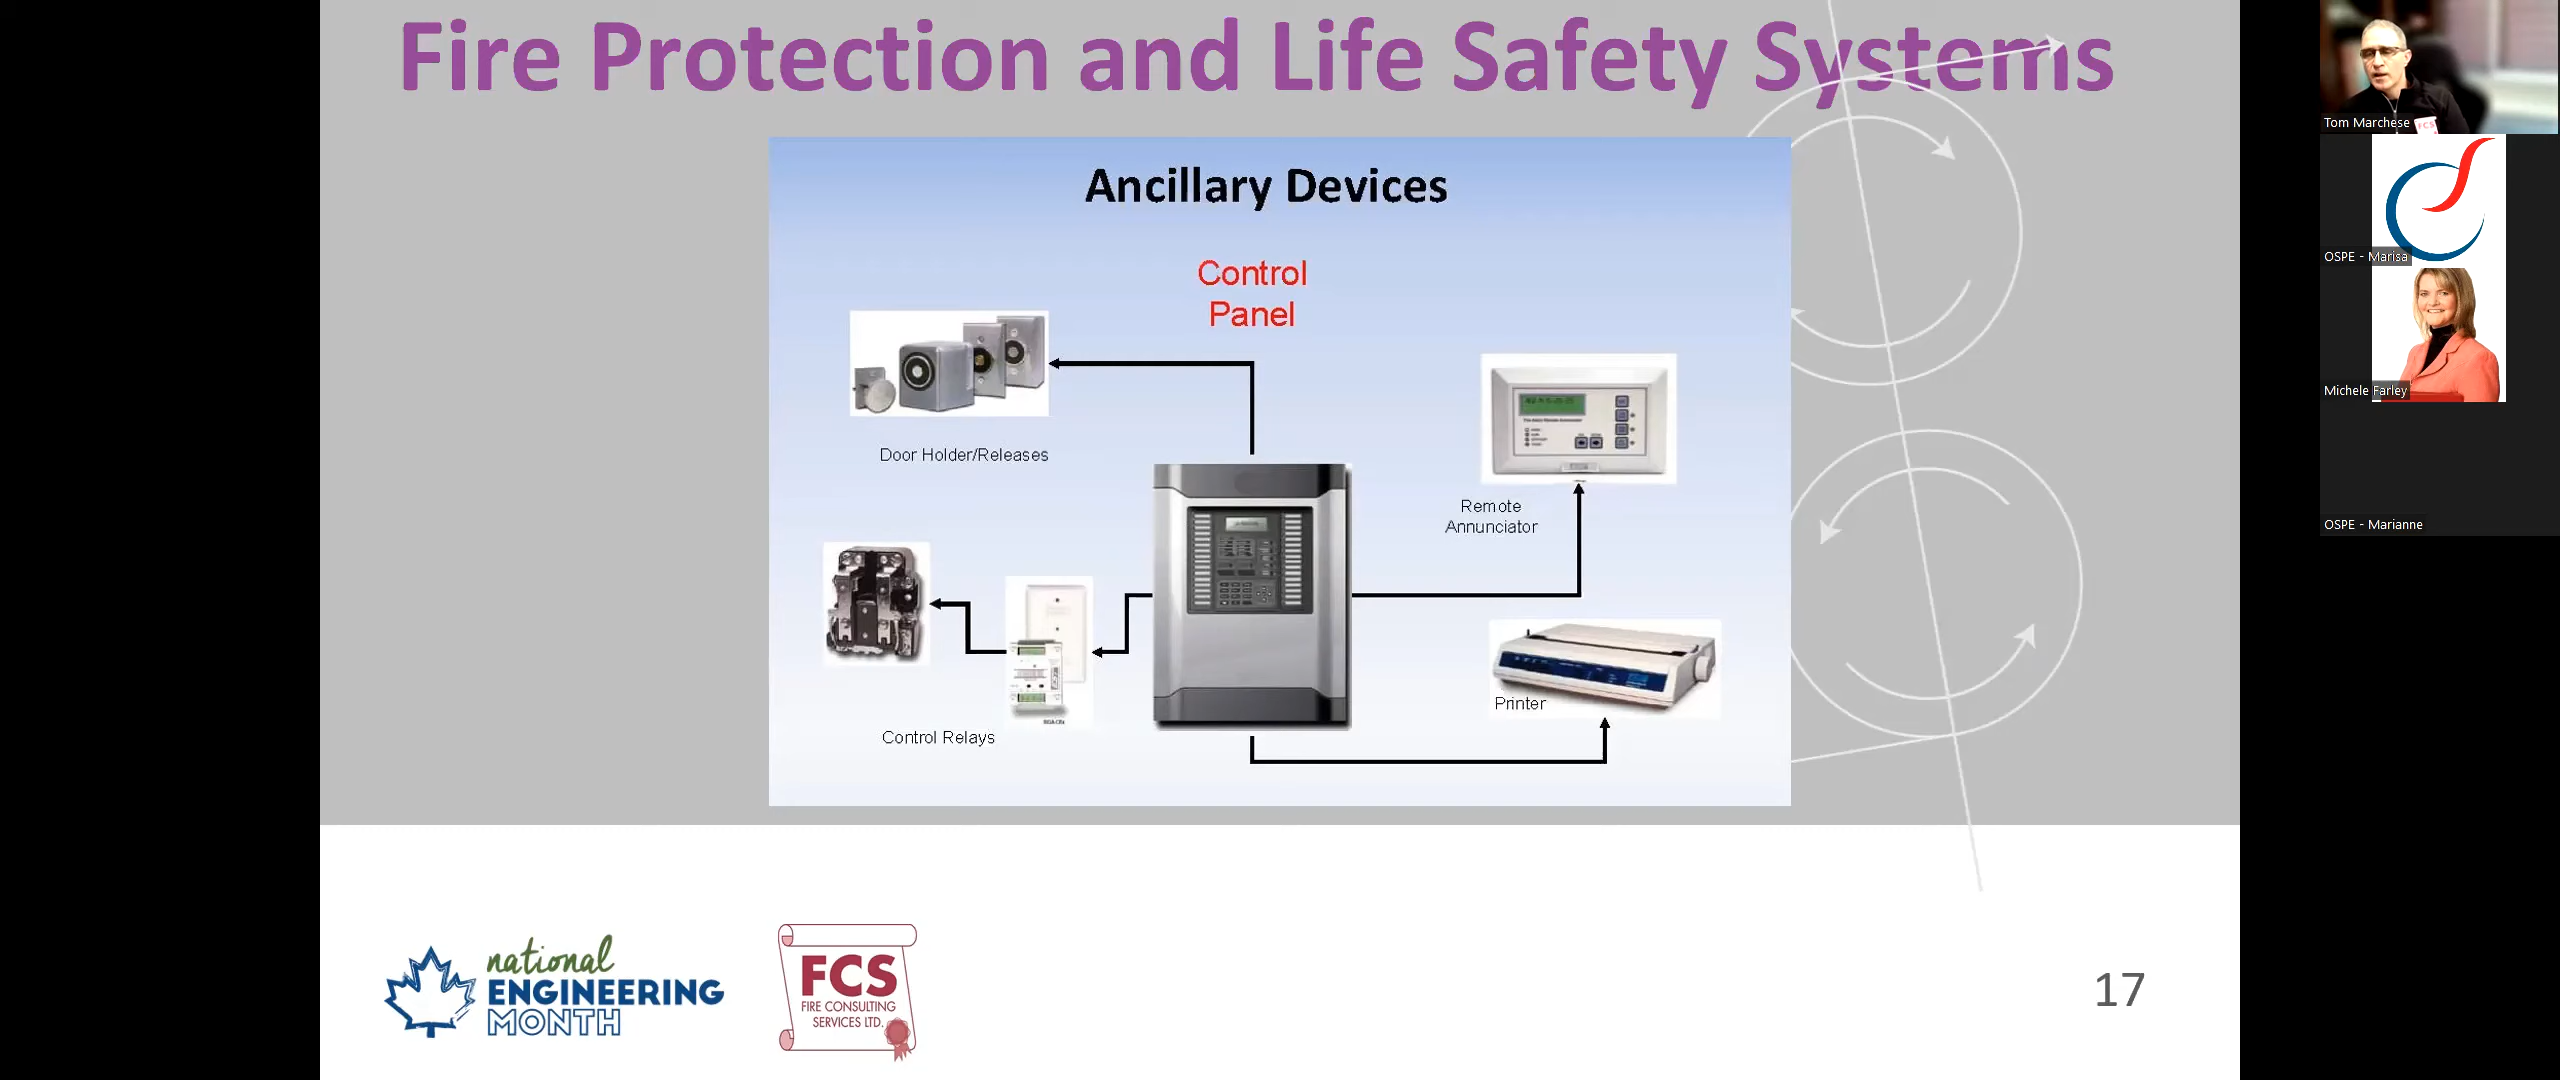 Fire Protection and Life Safety Systems
Ancillary Devices
Control
Panel
Door Holder/Releases
Remote
Annunciator
Control Relays
Printer
national
ENGINEERING
MONTH
FCS
FIRE CONSULTING
SERVICES LTD.
17
Tom Marchese
FCS
OSPE - Marisa
Michele Farley
OSPE - Marianne